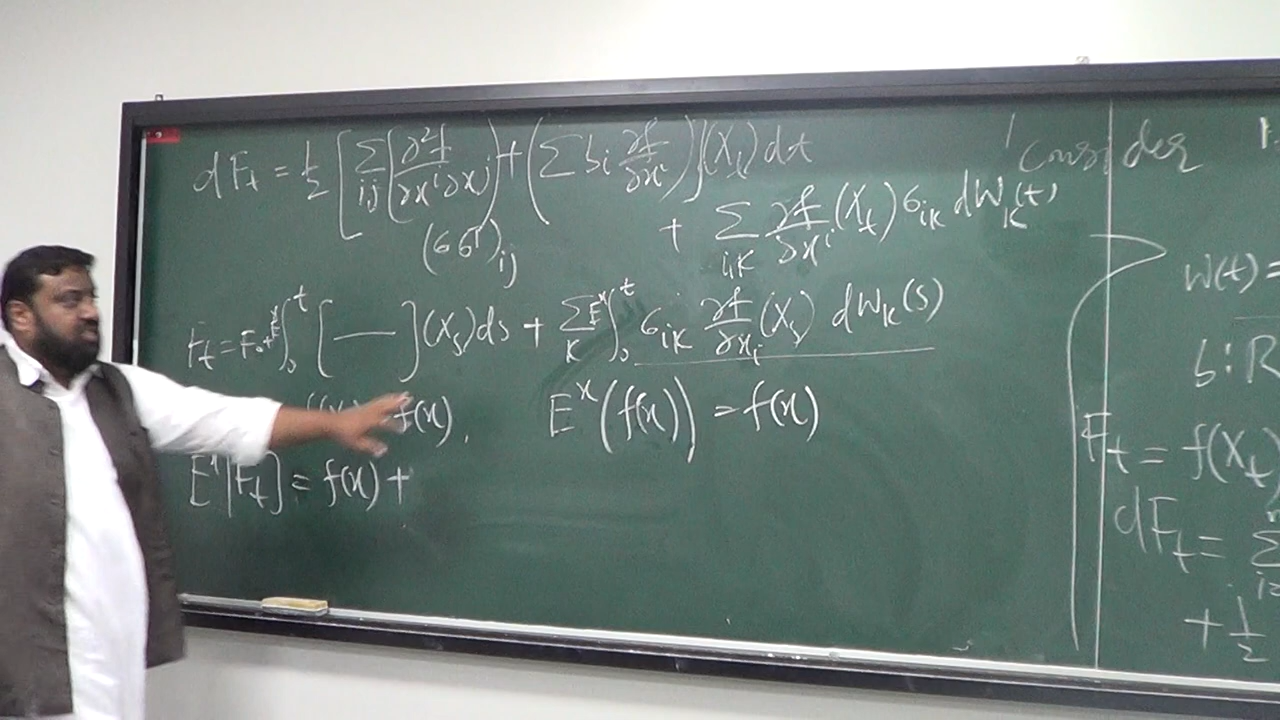 dF_t = 1/2 [ Σ_{ij} ( ∂²f / ∂x^i ∂x^j ) + ( Σ b_i ∂f/∂x^i ) ] (X_t) dt
(σσ^T)_{ij}
+ Σ_{i,k} ∂f/∂x^i (X_t) σ_{ik} dW_k(t)
F_t = F_0 + E^x ∫_0^t [ — ] (X_s) ds + Σ_k E^x ∫_0^t σ_{ik} ∂f/∂x_i (X_s) dW_k(s)
f(x). E^x (f(x)) = f(x)
E^x [F_t] = f(x) +
Consider
W(t) =
b : R
F_t = f(X_t)
dF_t = Σ
+ 1/2